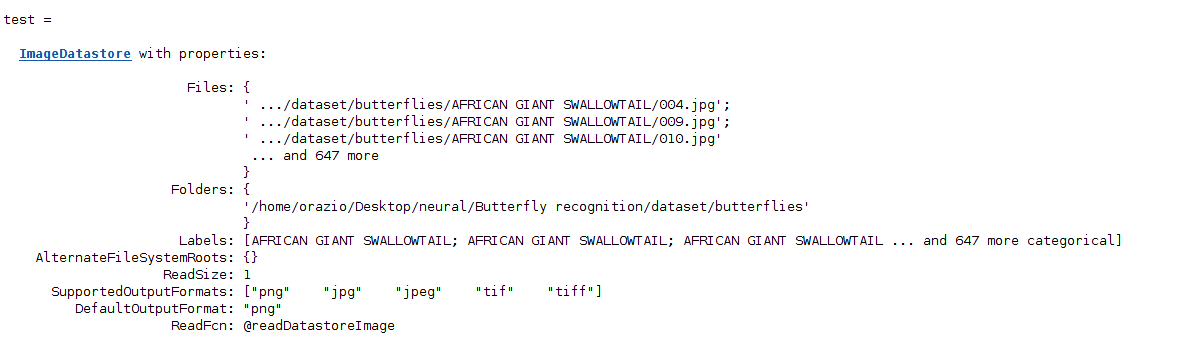 test =
ImageDatastore with properties:
Files: {
' .../dataset/butterflies/AFRICAN GIANT SWALLOWTAIL/004.jpg';
' .../dataset/butterflies/AFRICAN GIANT SWALLOWTAIL/009.jpg';
' .../dataset/butterflies/AFRICAN GIANT SWALLOWTAIL/010.jpg'
... and 647 more
}
Folders: {
'/home/orazio/Desktop/neural/Butterfly recognition/dataset/butterflies'
}
Labels: [AFRICAN GIANT SWALLOWTAIL; AFRICAN GIANT SWALLOWTAIL; AFRICAN GIANT SWALLOWTAIL ... and 647 more categorical]
AlternateFileSystemRoots: {}
ReadSize: 1
SupportedOutputFormats: ["png" "jpg" "jpeg" "tif" "tiff"]
DefaultOutputFormat: "png"
ReadFcn: @readDatastoreImage